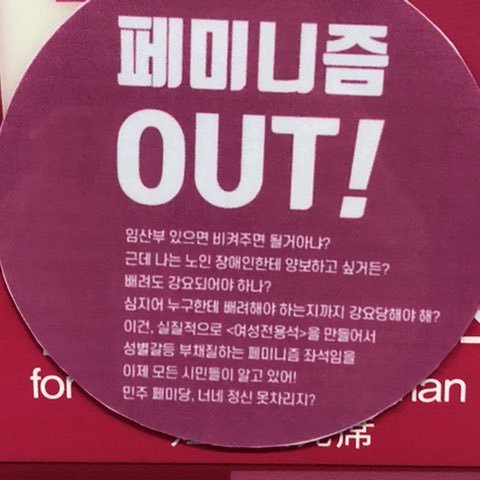 페미니즘
OUT!
임산부 있으면 비켜주면 될거아냐?
근데 나는 노인 장애인한테 양보하고 싶거든?
배려도 강요되어야 하나?
심지어 누구한테 배려해야 하는지까지 강요당해야 해?
이건, 실질적으로 <여성전용석>을 만들어서
성별갈등 부채질하는 페미니즘 좌석임을
이제 모든 시민들이 알고 있어!
민주 페미당, 너네 정신 못차리지?
for
席